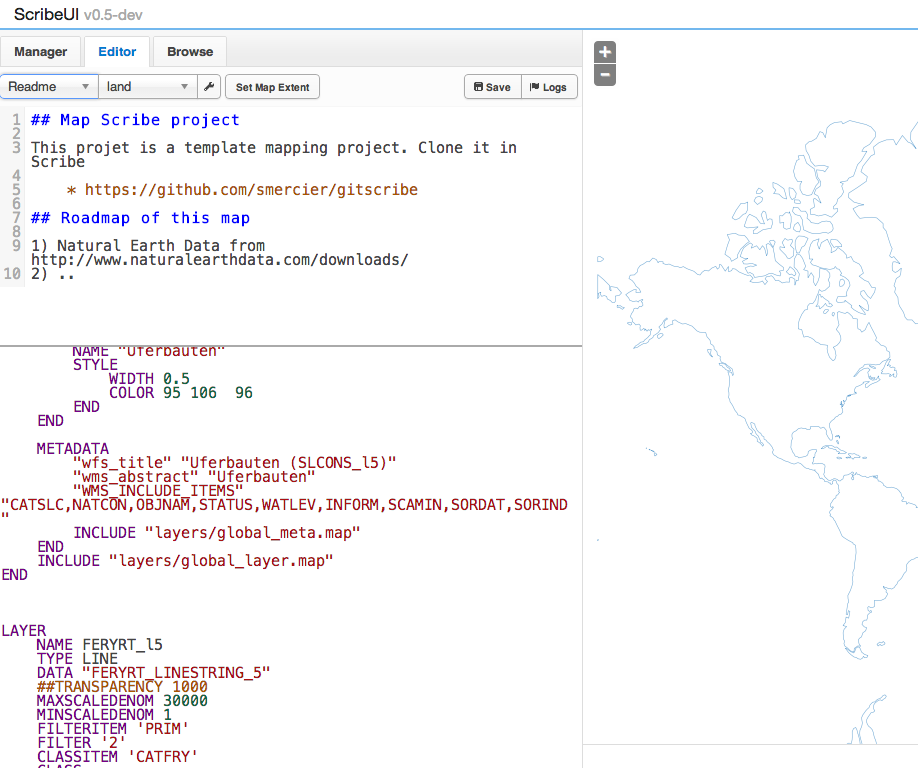 ScribeUI v0.5-dev
Manager Editor Browse
Readme land Set Map Extent Save Logs
1 ## Map Scribe project
2
3 This projet is a template mapping project. Clone it in
Scribe
4
5 * https://github.com/smercier/gitscribe
6
7 ## Roadmap of this map
8
9 1) Natural Earth Data from
http://www.naturalearthdata.com/downloads/
10 2) ..
+
−
NAME "Uferbauten"
STYLE
WIDTH 0.5
COLOR 95 106 96
END
END
METADATA
"wfs_title" "Uferbauten (SLCONS_l5)"
"wms_abstract" "Uferbauten"
"WMS_INCLUDE_ITEMS"
"CATSLC,NATCON,OBJNAM,STATUS,WATLEV,INFORM,SCAMIN,SORDAT,SORIND
"
INCLUDE "layers/global_meta.map"
END
INCLUDE "layers/global_layer.map"
END
LAYER
NAME FERYRT_l5
TYPE LINE
DATA "FERYRT_LINESTRING_5"
##TRANSPARENCY 1000
MAXSCALEDENOM 30000
MINSCALEDENOM 1
FILTERITEM 'PRIM'
FILTER '2'
CLASSITEM 'CATFRY'
CLASS